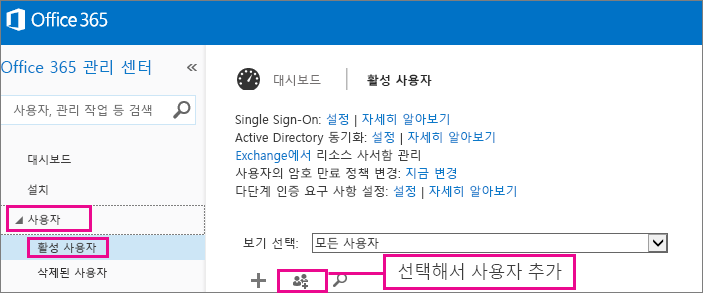 Office 365
Office 365 관리 센터 «
사용자, 관리 작업 등 검색
대시보드
설치
사용자
활성 사용자
삭제된 사용자
대시보드 | 활성 사용자
Single Sign-On: 설정 | 자세히 알아보기
Active Directory 동기화: 설정 | 자세히 알아보기
Exchange에서 리소스 사서함 관리
사용자의 암호 만료 정책 변경: 지금 변경
다단계 인증 요구 사항 설정: 설정 | 자세히 알아보기
보기 선택: 모든 사용자
선택해서 사용자 추가